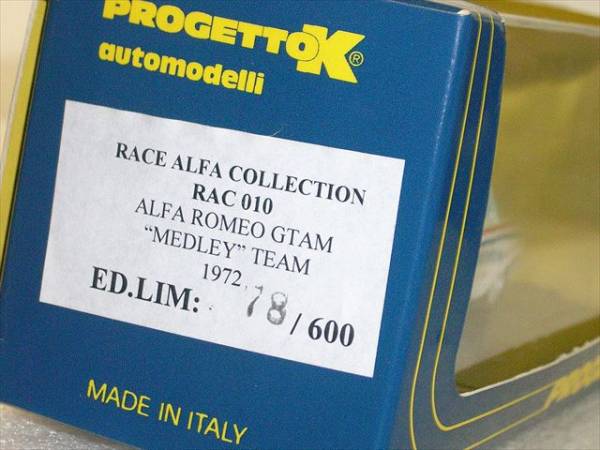 PROGETTOK®
automodelli
RACE ALFA COLLECTION
RAC 010
ALFA ROMEO GTAM
“MEDLEY” TEAM
1972
ED.LIM: 78/600
MADE IN ITALY